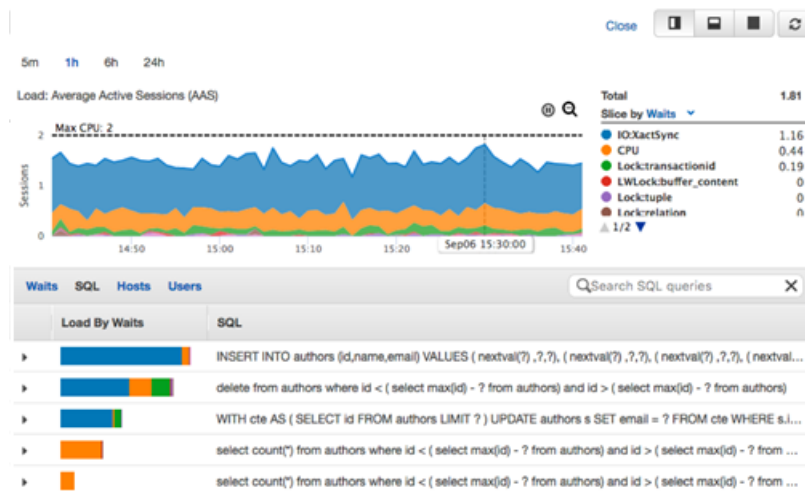 Close
5m 1h 6h 24h
Load: Average Active Sessions (AAS)
Max CPU: 2
2
Sessions
1
0
14:50 15:00 15:10 15:20 Sep06 15:30:00 15:40
Total 1.81
Slice by Waits
IO:XactSync 1.16
CPU 0.44
Lock:transactionid 0.19
LWLock:buffer_content 0
Lock:tuple 0
Lock:relation 0
1/2
Waits SQL Hosts Users Search SQL queries
Load By Waits SQL
INSERT INTO authors (id,name,email) VALUES ( nextval(?) ,?,?), ( nextval(?) ,?,?), ( nextval(?) ,?,?), ( nextval...
delete from authors where id < ( select max(id) - ? from authors) and id > ( select max(id) - ? from authors)
WITH cte AS ( SELECT id FROM authors LIMIT ? ) UPDATE authors s SET email = ? FROM cte WHERE s.i...
select count(*) from authors where id < ( select max(id) - ? from authors) and id > ( select max(id) - ? from ...
select count(*) from authors where id < ( select max(id) - ? from authors) and id > ( select max(id) - ? from ...